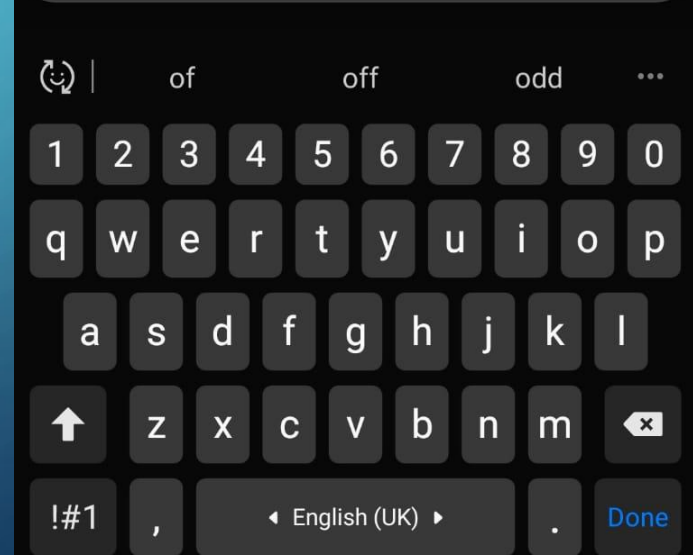 of off odd
1 2 3 4 5 6 7 8 9 0
q w e r t y u i o p
a s d f g h j k l
z x c v b n m
!#1 , English (UK) . Done